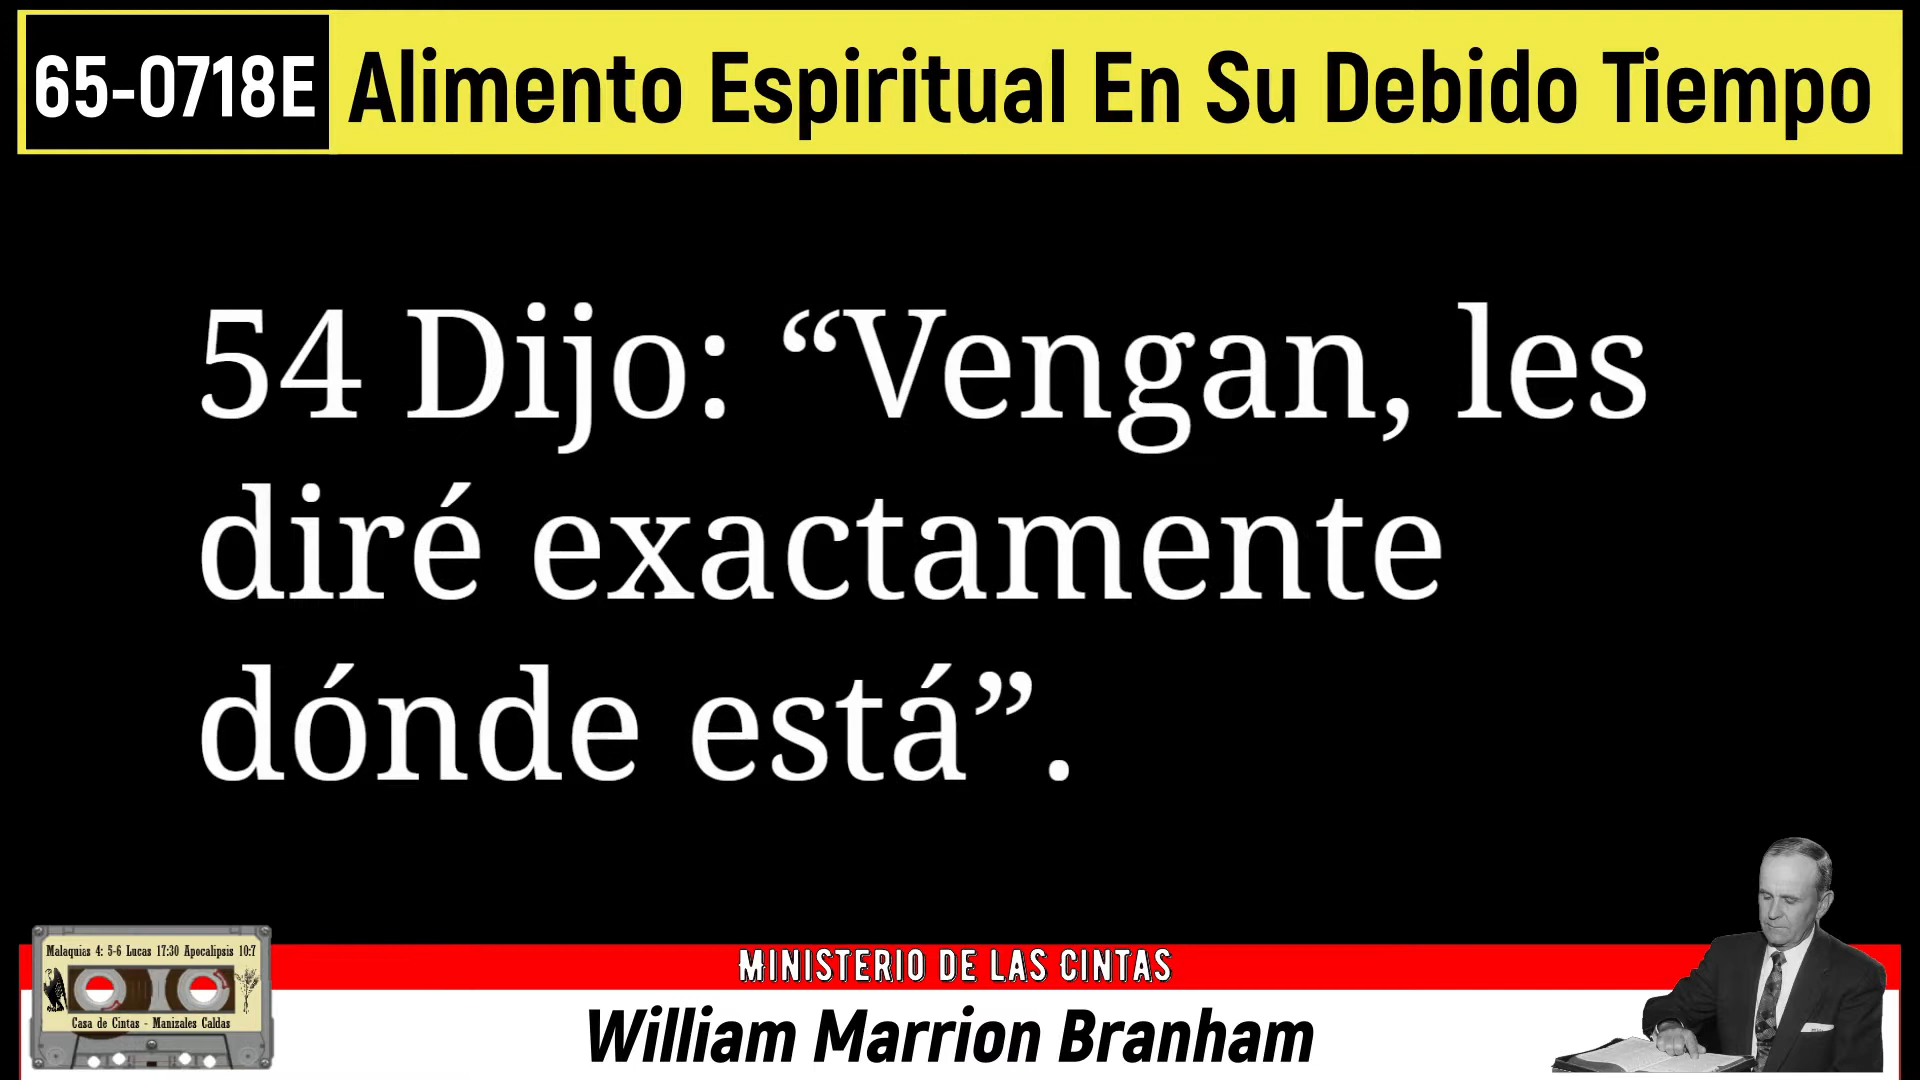 65-0718E Alimento Espiritual En Su Debido Tiempo
54 Dijo: “Vengan, les
diré exactamente
dónde está”.
Malaquias 4: 5-6 Lucas 17:30 Apocalipsis 10:7
Casa de Cintas - Manizales Caldas
MINISTERIO DE LAS CINTAS
William Marrion Branham